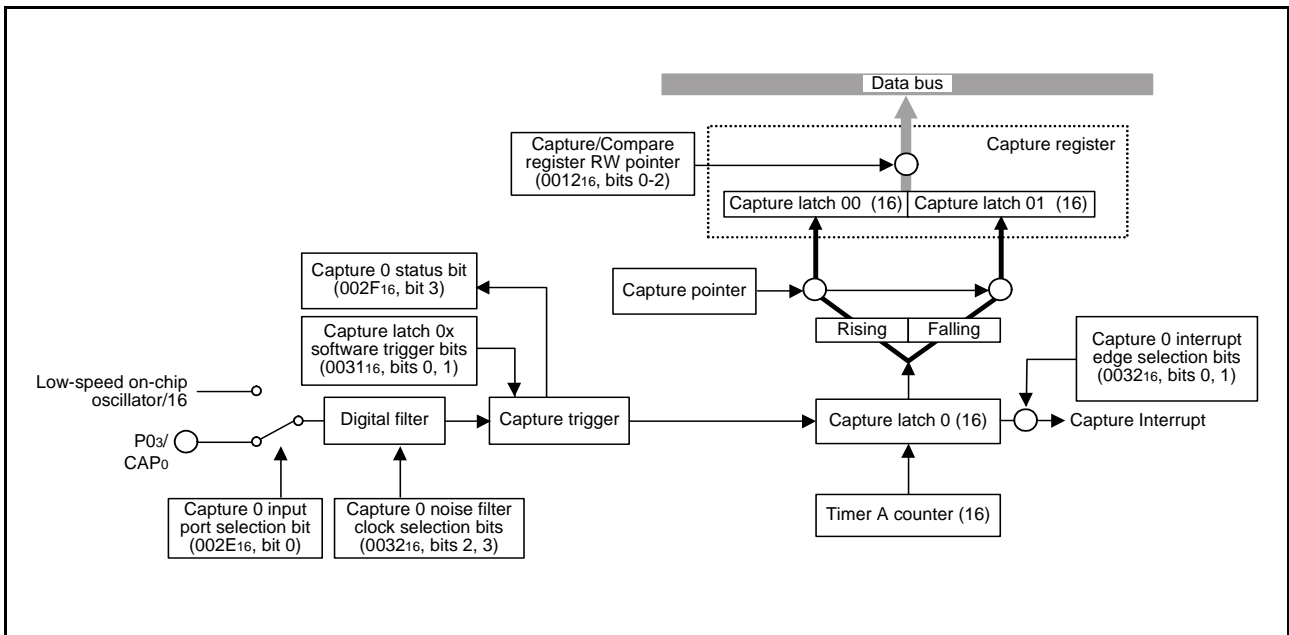 Data bus
Capture/Compare
register RW pointer
(001216, bits 0-2)
Capture register
Capture latch 00 (16)
Capture latch 01 (16)
Capture 0 status bit
(002F16, bit 3)
Capture pointer
Capture latch 0x
software trigger bits
(003116, bits 0, 1)
Rising
Falling
Capture 0 interrupt
edge selection bits
(003216, bits 0, 1)
Low-speed on-chip
oscillator/16
P03/
CAP0
Digital filter
Capture trigger
Capture latch 0 (16)
Capture Interrupt
Capture 0 input
port selection bit
(002E16, bit 0)
Capture 0 noise filter
clock selection bits
(003216, bits 2, 3)
Timer A counter (16)